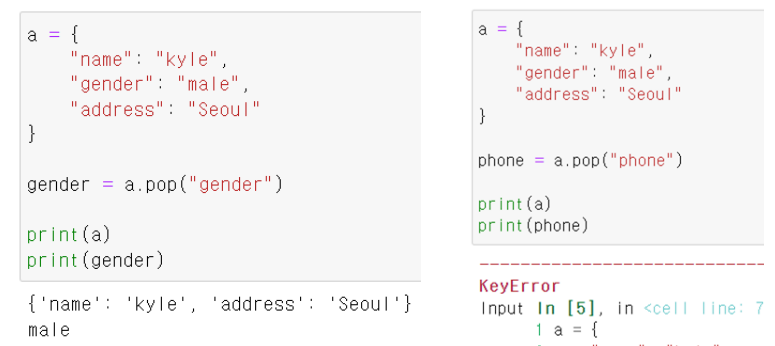 a = {
    "name": "kyle",
    "gender": "male",
    "address": "Seoul"
}
gender = a.pop("gender")
print(a)
print(gender)
{'name': 'kyle', 'address': 'Seoul'}
male
a = {
    "name": "kyle",
    "gender": "male",
    "address": "Seoul"
}
phone = a.pop("phone")
print(a)
print(phone)
---------------------------
KeyError
Input In [5], in <cell line: 7
1 a = {